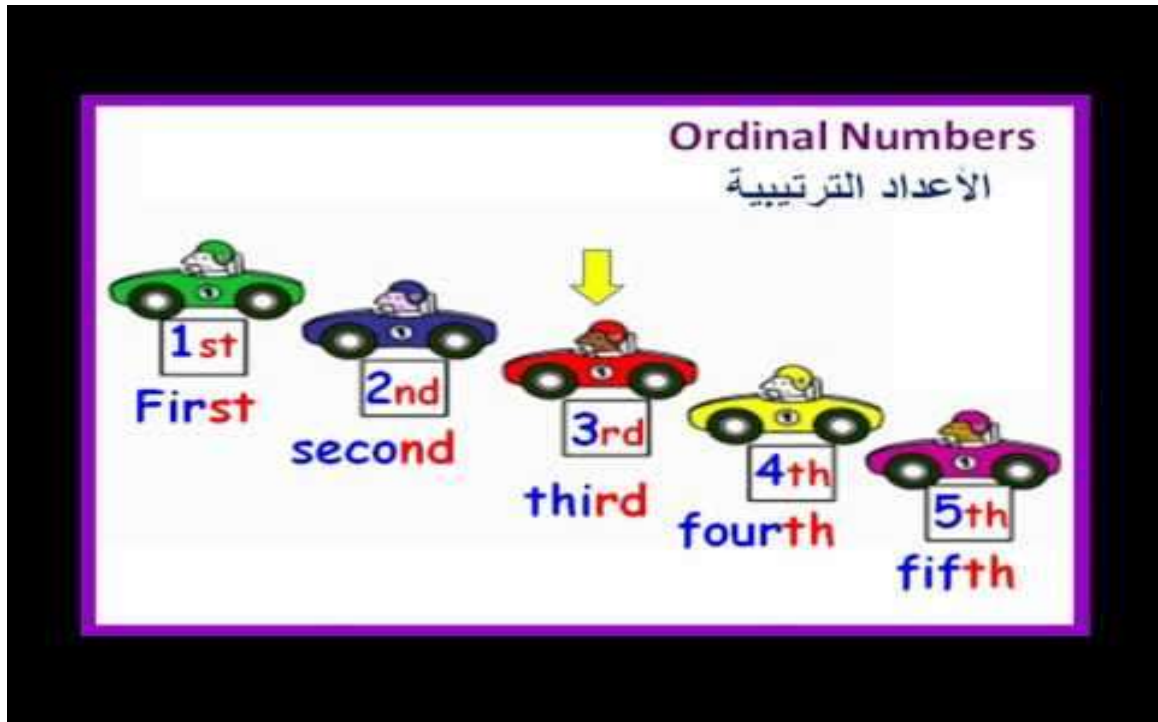 Ordinal Numbers
الأعداد الترتيبية
1st
First
2nd
second
3rd
third
4th
fourth
5th
fifth